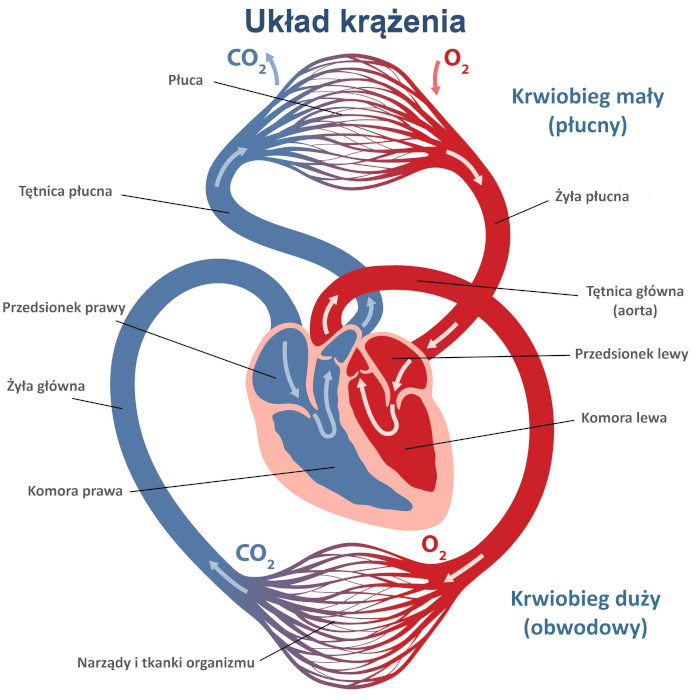 Układ krążenia
CO2
O2
Płuca
Krwiobieg mały
(płucny)
Tętnica płucna
Żyła płucna
Tętnica główna
(aorta)
Przedsionek prawy
Przedsionek lewy
Żyła główna
Komora lewa
Komora prawa
CO2
O2
Krwiobieg duży
(obwodowy)
Narządy i tkanki organizmu